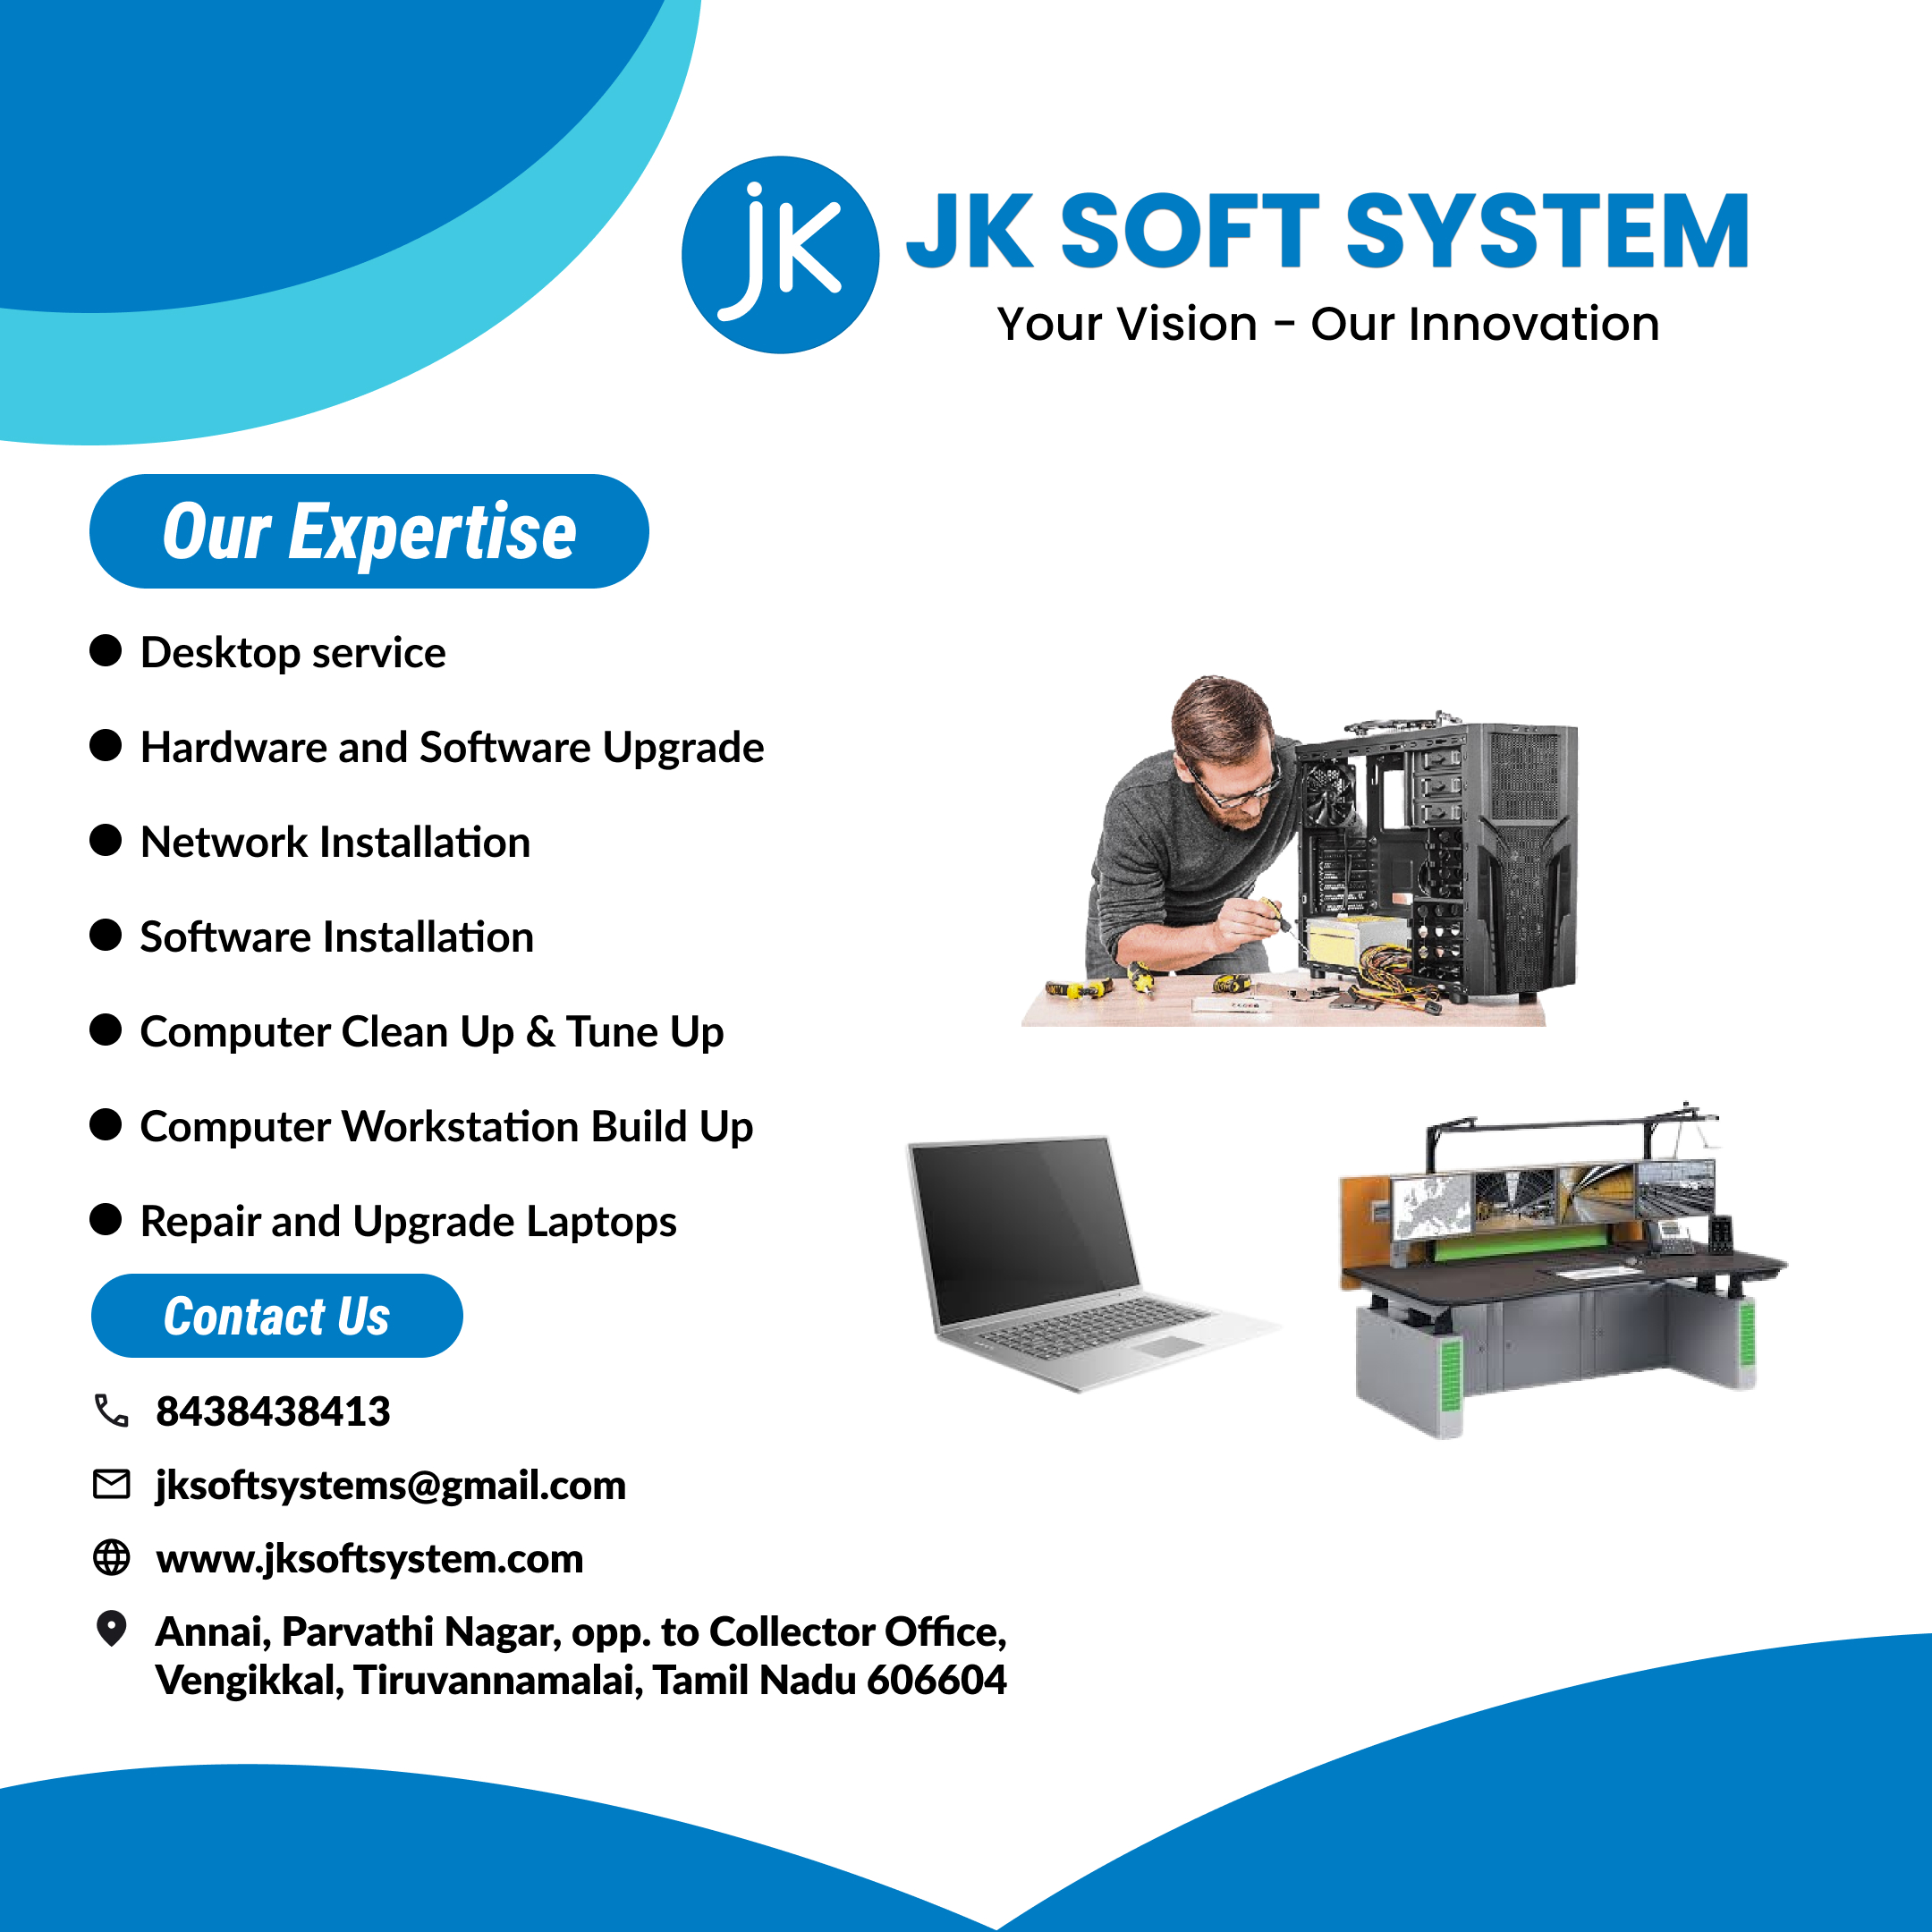 jK
JK SOFT SYSTEM
Your Vision - Our Innovation
Our Expertise
Desktop service
Hardware and Software Upgrade
Network Installation
Software Installation
Computer Clean Up & Tune Up
Computer Workstation Build Up
Repair and Upgrade Laptops
Contact Us
8438438413
jksoftsystems@gmail.com
www.jksoftsystem.com
Annai, Parvathi Nagar, opp. to Collector Office,
Vengikkal, Tiruvannamalai, Tamil Nadu 606604